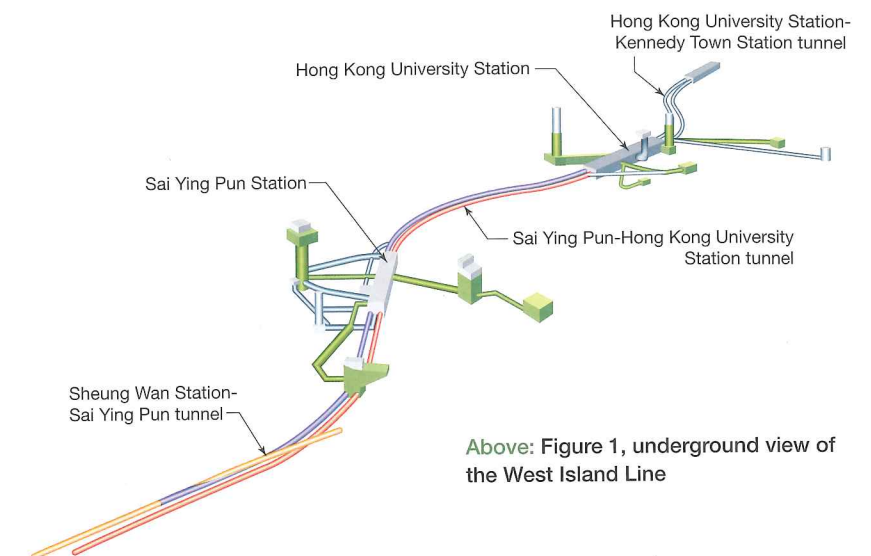 Hong Kong University Station-
Kennedy Town Station tunnel
Hong Kong University Station
Sai Ying Pun Station
Sai Ying Pun-Hong Kong University
Station tunnel
Sheung Wan Station-
Sai Ying Pun tunnel
Above: Figure 1, underground view of
the West Island Line